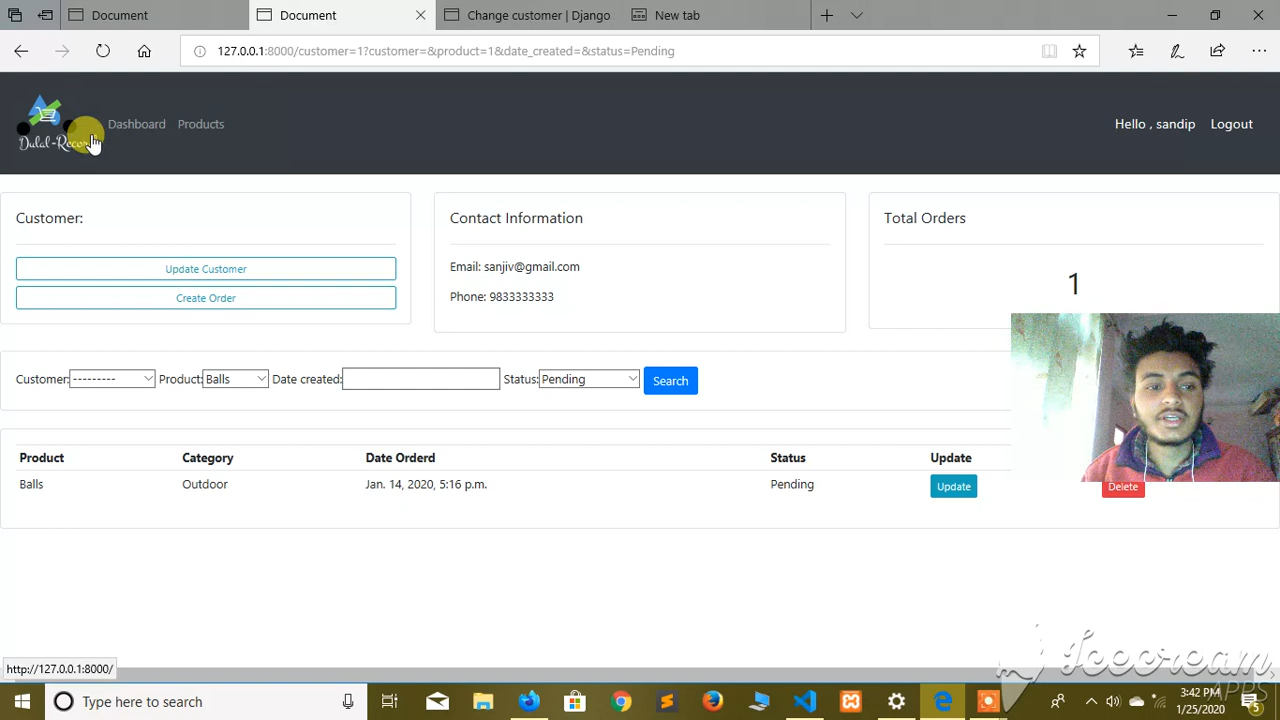 Document
Document
Change customer | Django
New tab
127.0.0.1:8000/customer=1?customer=&product=1&date_created=&status=Pending
Dashboard Products
Hello , sandip Logout
Customer:
Update Customer
Create Order
Contact Information
Email: sanjiv@gmail.com
Phone: 9833333333
Total Orders
1
Customer: --------- Product: Balls Date created: Status: Pending Search
Product Category Date Orderd Status Update
Balls Outdoor Jan. 14, 2020, 5:16 p.m. Pending Update Delete
http://127.0.0.1:8000/
Icecream
APPS
Type here to search
3:42 PM
1/25/2020
5